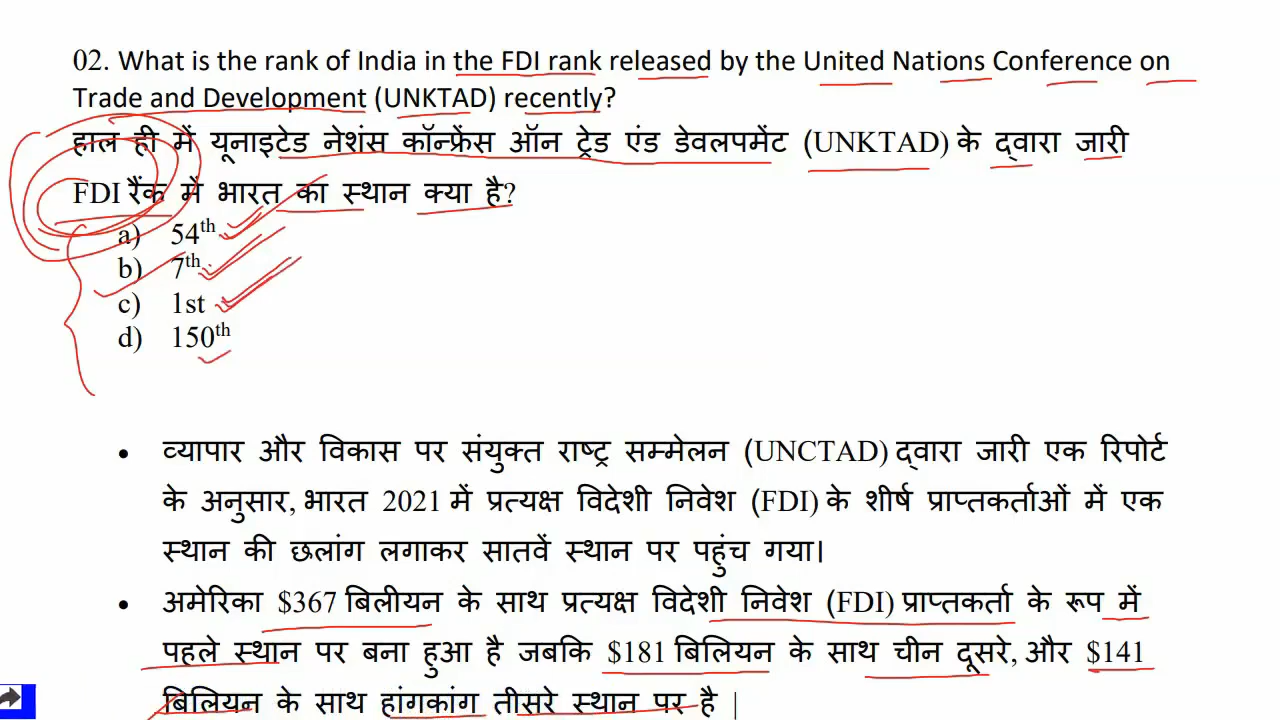 02. What is the rank of India in the FDI rank released by the United Nations Conference on
Trade and Development (UNKTAD) recently?
हाल ही में यूनाइटेड नेशंस कॉन्फ्रेंस ऑन ट्रेड एंड डेवलपमेंट (UNKTAD) के द्वारा जारी
FDI रैंक में भारत का स्थान क्या है?
a) 54th
b) 7th
c) 1st
d) 150th
• व्यापार और विकास पर संयुक्त राष्ट्र सम्मेलन (UNCTAD) द्वारा जारी एक रिपोर्ट
के अनुसार, भारत 2021 में प्रत्यक्ष विदेशी निवेश (FDI) के शीर्ष प्राप्तकर्ताओं में एक
स्थान की छलांग लगाकर सातवें स्थान पर पहुंच गया।
• अमेरिका $367 बिलीयन के साथ प्रत्यक्ष विदेशी निवेश (FDI) प्राप्तकर्ता के रूप में
पहले स्थान पर बना हुआ है जबकि $181 बिलियन के साथ चीन दूसरे, और $141
बिलियन के साथ हांगकांग तीसरे स्थान पर है |